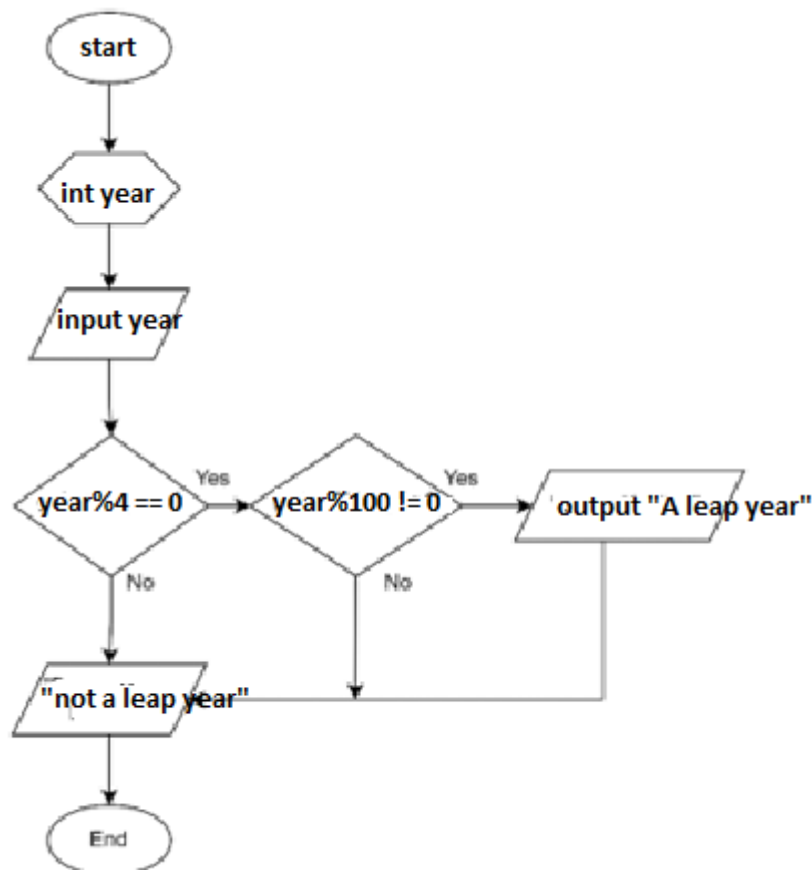 start
int year
input year
year%4 == 0
Yes
year%100 != 0
Yes
output "A leap year"
No
No
"not a leap year"
End